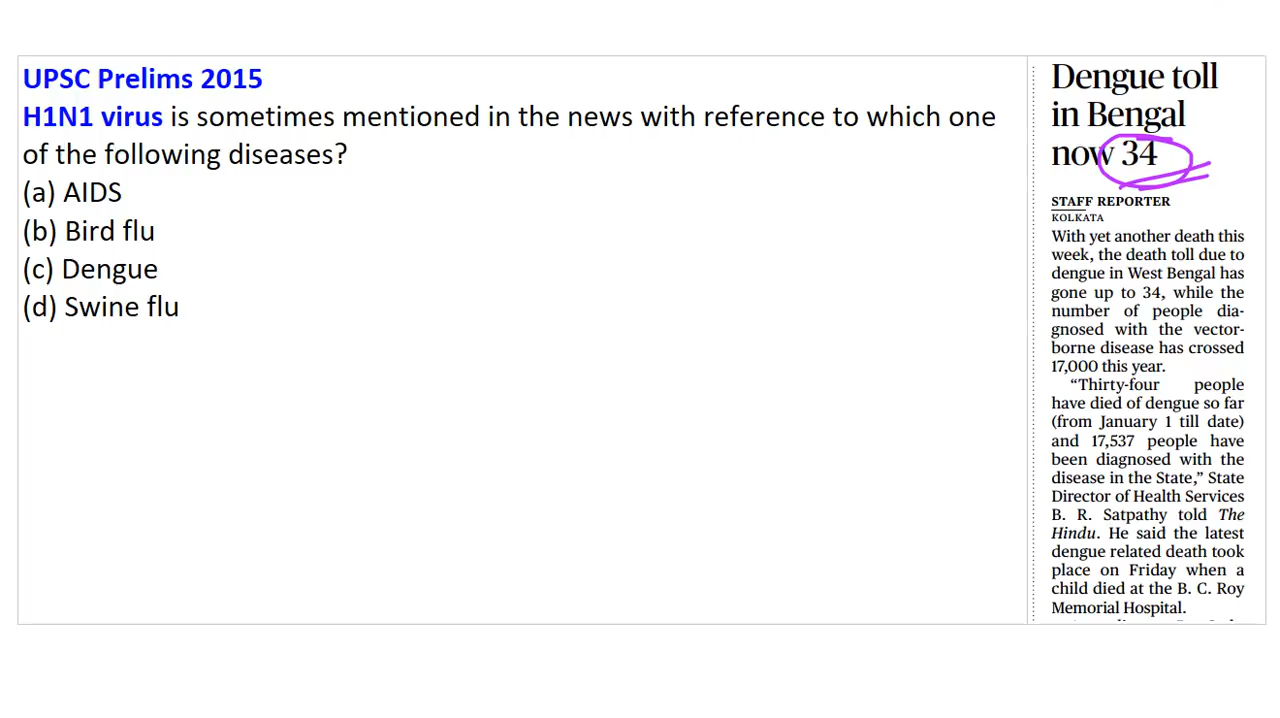 UPSC Prelims 2015
H1N1 virus is sometimes mentioned in the news with reference to which one
of the following diseases?
(a) AIDS
(b) Bird flu
(c) Dengue
(d) Swine flu
Dengue toll
in Bengal
now 34
STAFF REPORTER
KOLKATA
With yet another death this
week, the death toll due to
dengue in West Bengal has
gone up to 34, while the
number of people dia-
gnosed with the vector-
borne disease has crossed
17,000 this year.
“Thirty-four people
have died of dengue so far
(from January 1 till date)
and 17,537 people have
been diagnosed with the
disease in the State,” State
Director of Health Services
B. R. Satpathy told The
Hindu. He said the latest
dengue related death took
place on Friday when a
child died at the B. C. Roy
Memorial Hospital.